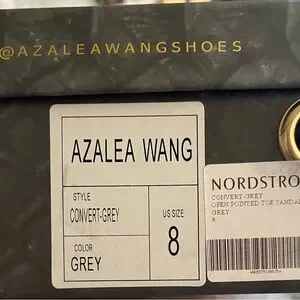 @AZALEAWANGSHOES
AZALEA WANG
STYLE
CONVERT-GREY
COLOR
GREY
US SIZE
8
NORDSTRO
CONVERT-GREY
OPEN POINTED TOE SANDAL
GREY
8